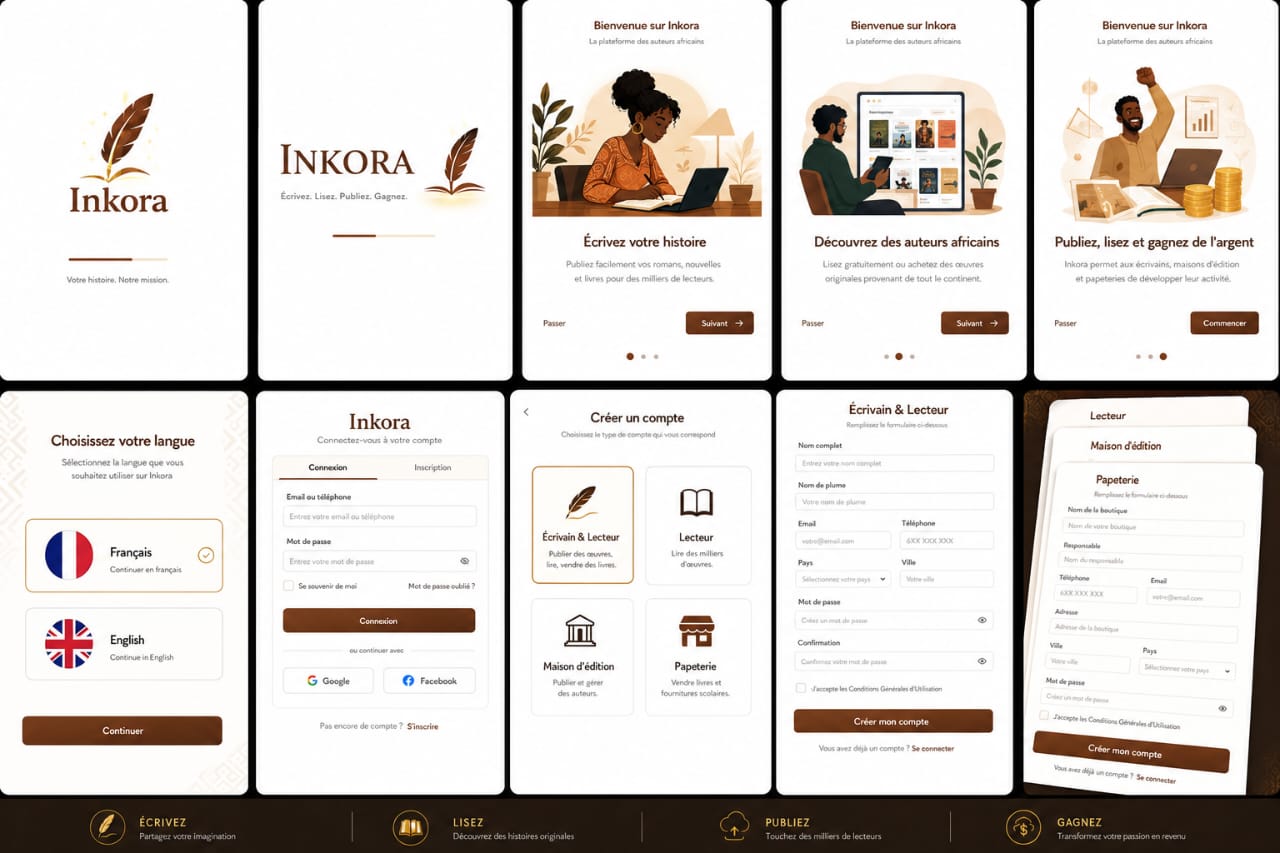 Inkora
Votre histoire. Notre mission.
INKORA
Écrivez. Lisez. Publiez. Gagnez.
Bienvenue sur Inkora
La plateforme des auteurs africains
Écrivez votre histoire
Publiez facilement vos romans, nouvelles
et livres pour des milliers de lecteurs.
Passer
Suivant
Bienvenue sur Inkora
La plateforme des auteurs africains
Découvrez des auteurs africains
Lisez gratuitement ou achetez des œuvres
originales provenant de tout le continent.
Passer
Suivant
Bienvenue sur Inkora
La plateforme des auteurs africains
Publiez, lisez et gagnez de l'argent
Inkora permet aux écrivains, maisons d'édition
et papeteries de développer leur activité.
Passer
Commencer
Choisissez votre langue
Sélectionnez la langue que vous
souhaitez utiliser sur Inkora
Français
Continuer en français
English
Continue in English
Continuer
Inkora
Connectez-vous à votre compte
Connexion
Inscription
Email ou téléphone
Entrez votre email ou téléphone
Mot de passe
Entrez votre mot de passe
Se souvenir de moi
Mot de passe oublié ?
Connexion
ou continuer avec
Google
Facebook
Pas encore de compte ? S'inscrire
Créer un compte
Choisissez le type de compte qui vous correspond
Écrivain & Lecteur
Publier des œuvres,
lire, vendre des livres.
Lecteur
Lire des milliers
d'œuvres.
Maison d'édition
Publier et gérer
des auteurs.
Papeterie
Vendre livres et
fournitures scolaires.
Écrivain & Lecteur
Remplissez le formulaire ci-dessous
Nom complet
Entrez votre nom complet
Nom de plume
Votre nom de plume
Email
Téléphone
votre@email.com
6XX XXX XXX
Pays
Ville
Sélectionnez votre pays
Votre ville
Mot de passe
Créez un mot de passe
Confirmation
Confirmez votre mot de passe
J'accepte les Conditions Générales d'Utilisation
Créer mon compte
Vous avez déjà un compte ? Se connecter
Lecteur
Maison d'édition
Papeterie
Remplissez le formulaire ci-dessous
Nom de la boutique
Nom de votre boutique
Responsable
Nom du responsable
Téléphone
Email
6XX XXX XXX
votre@email.com
Adresse
Adresse de la boutique
Ville
Pays
Votre ville
Sélectionnez votre pays
Mot de passe
Créez un mot de passe
J'accepte les Conditions Générales d'Utilisation
Créer mon compte
Vous avez déjà un compte ? Se connecter
ÉCRIVEZ
Partagez votre imagination
LISEZ
Découvrez des histoires originales
PUBLIEZ
Touchez des milliers de lecteurs
GAGNEZ
Transformez votre passion en revenu